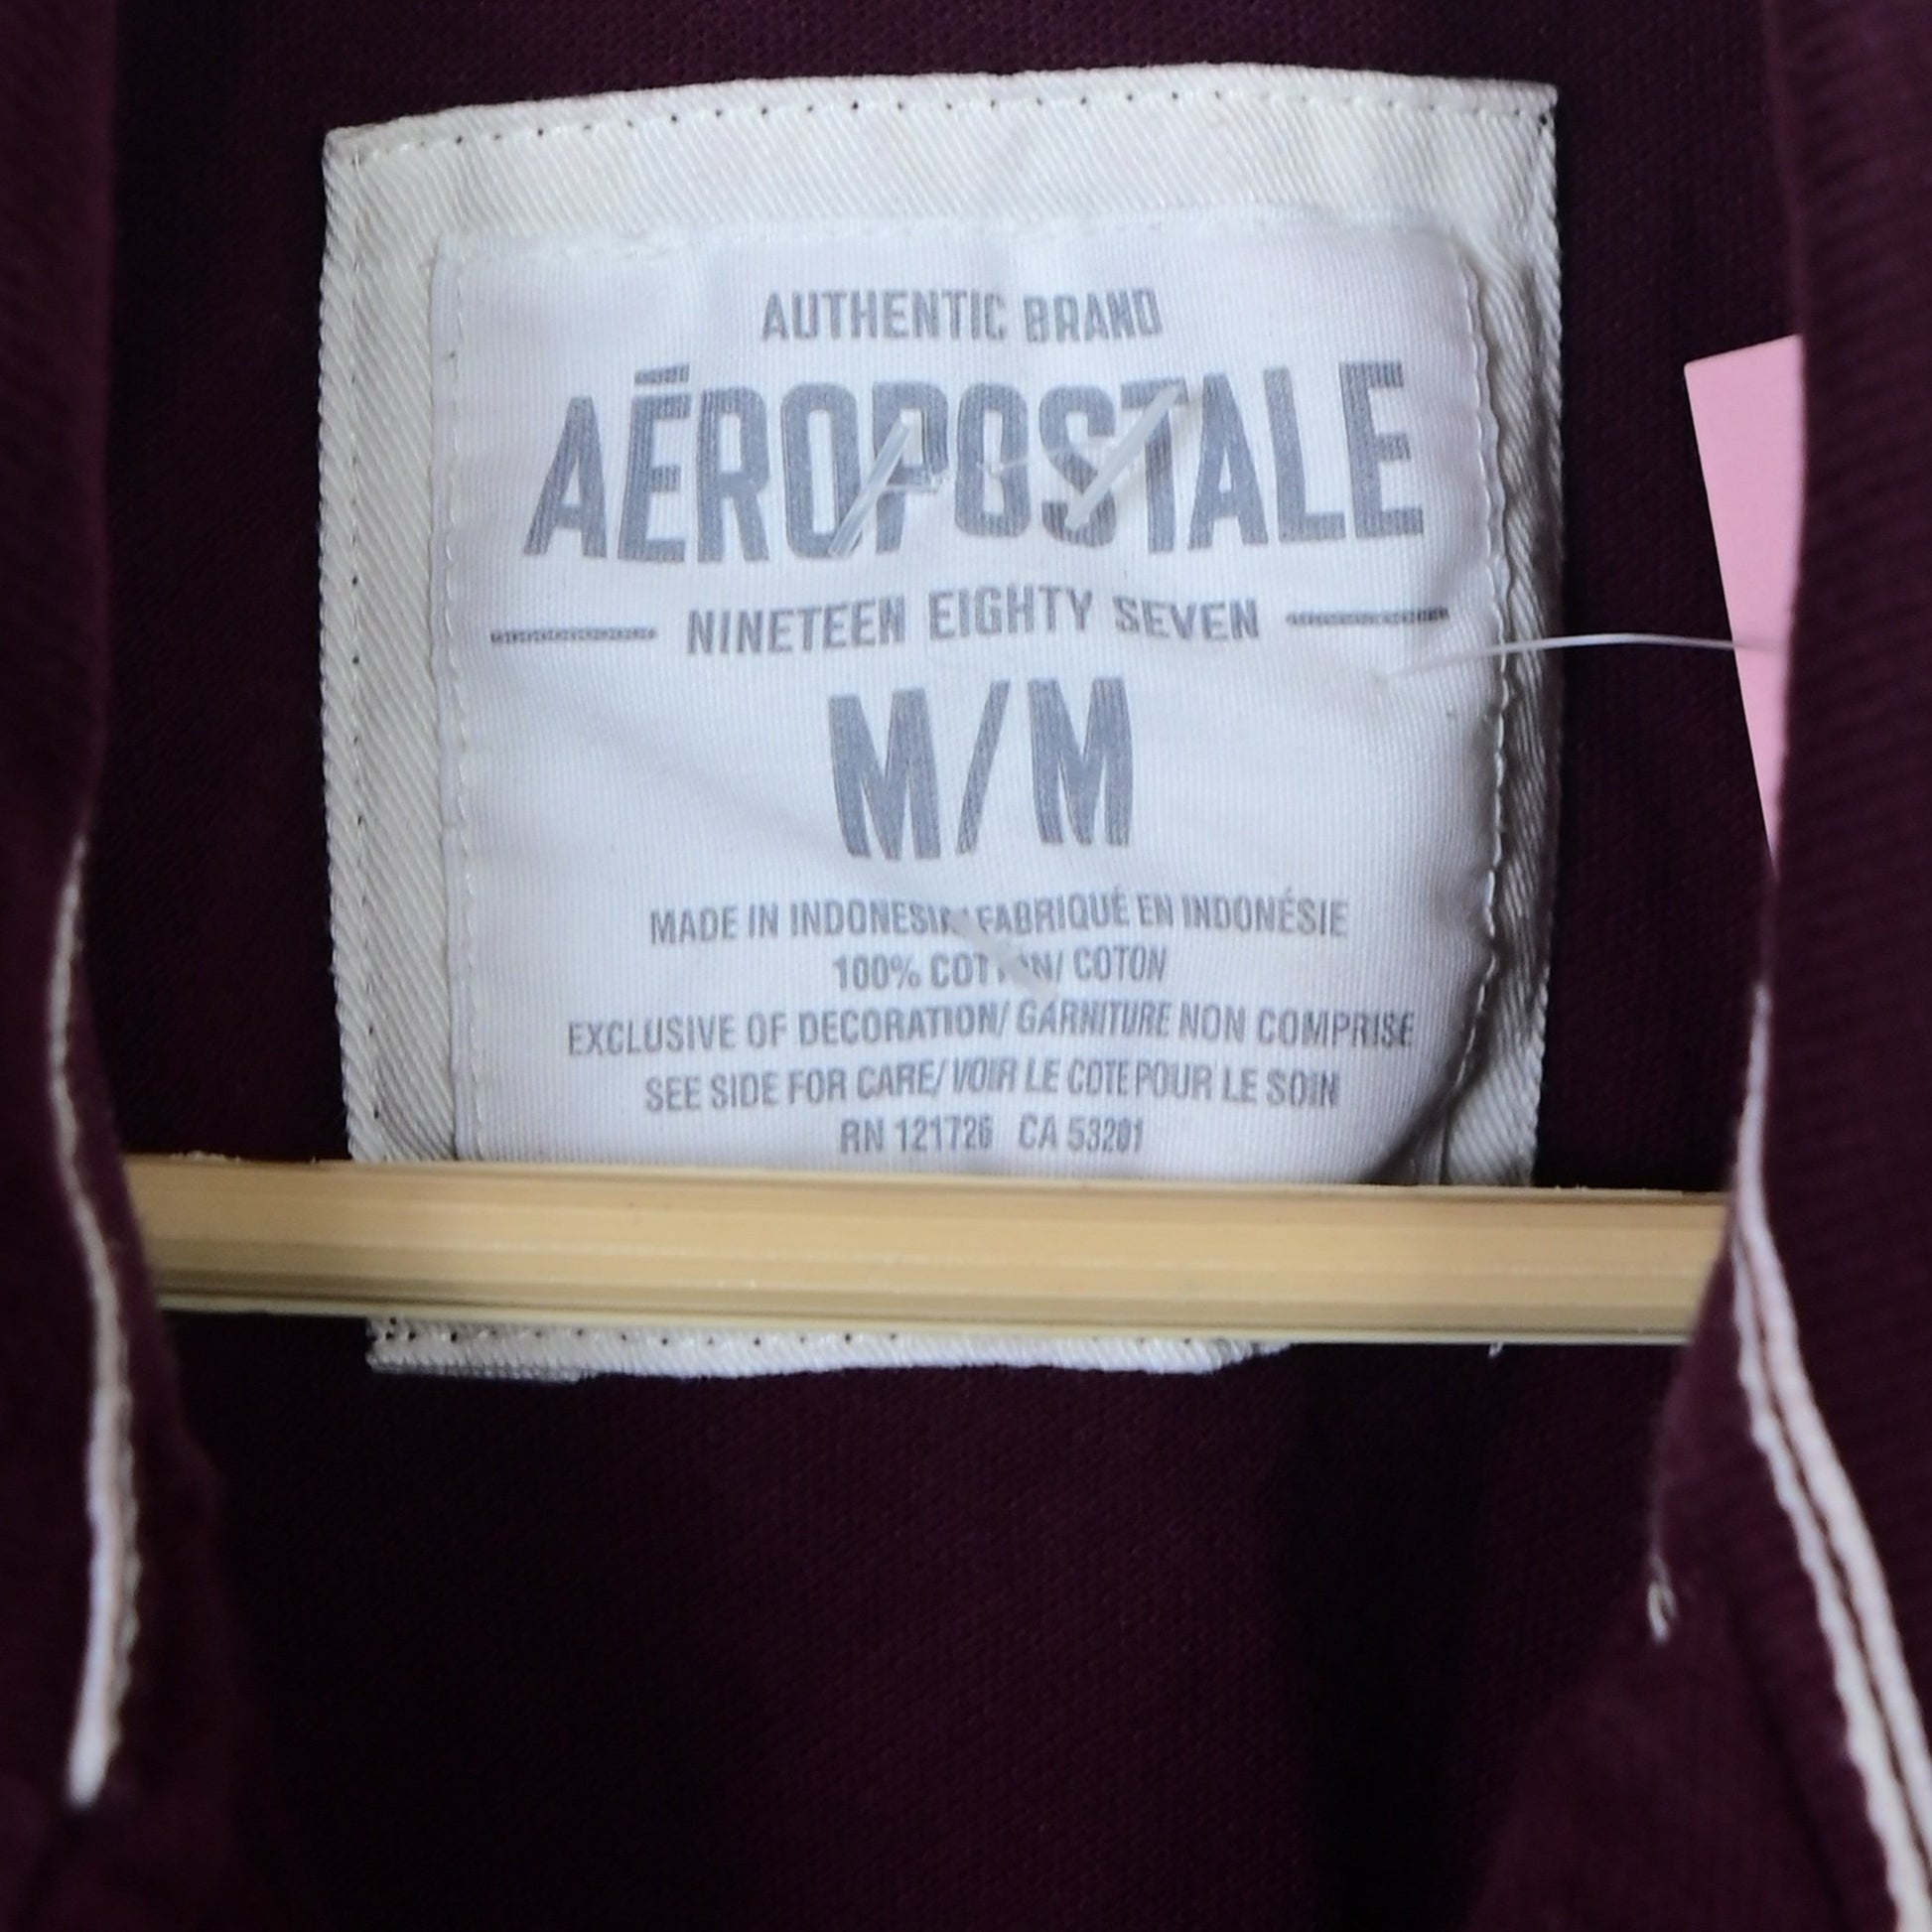 AUTHENTIC BRAND
AÉROPOSTALE
NINETEEN EIGHTY SEVEN
M/M
MADE IN INDONESIA/FABRIQUÉ EN INDONÉSIE
100% COTTON/ COTON
EXCLUSIVE OF DECORATION/ GARNITURE NON COMPRISE
SEE SIDE FOR CARE/ VOIR LE COTE POUR LE SOIN
RN 121726 CA 53201